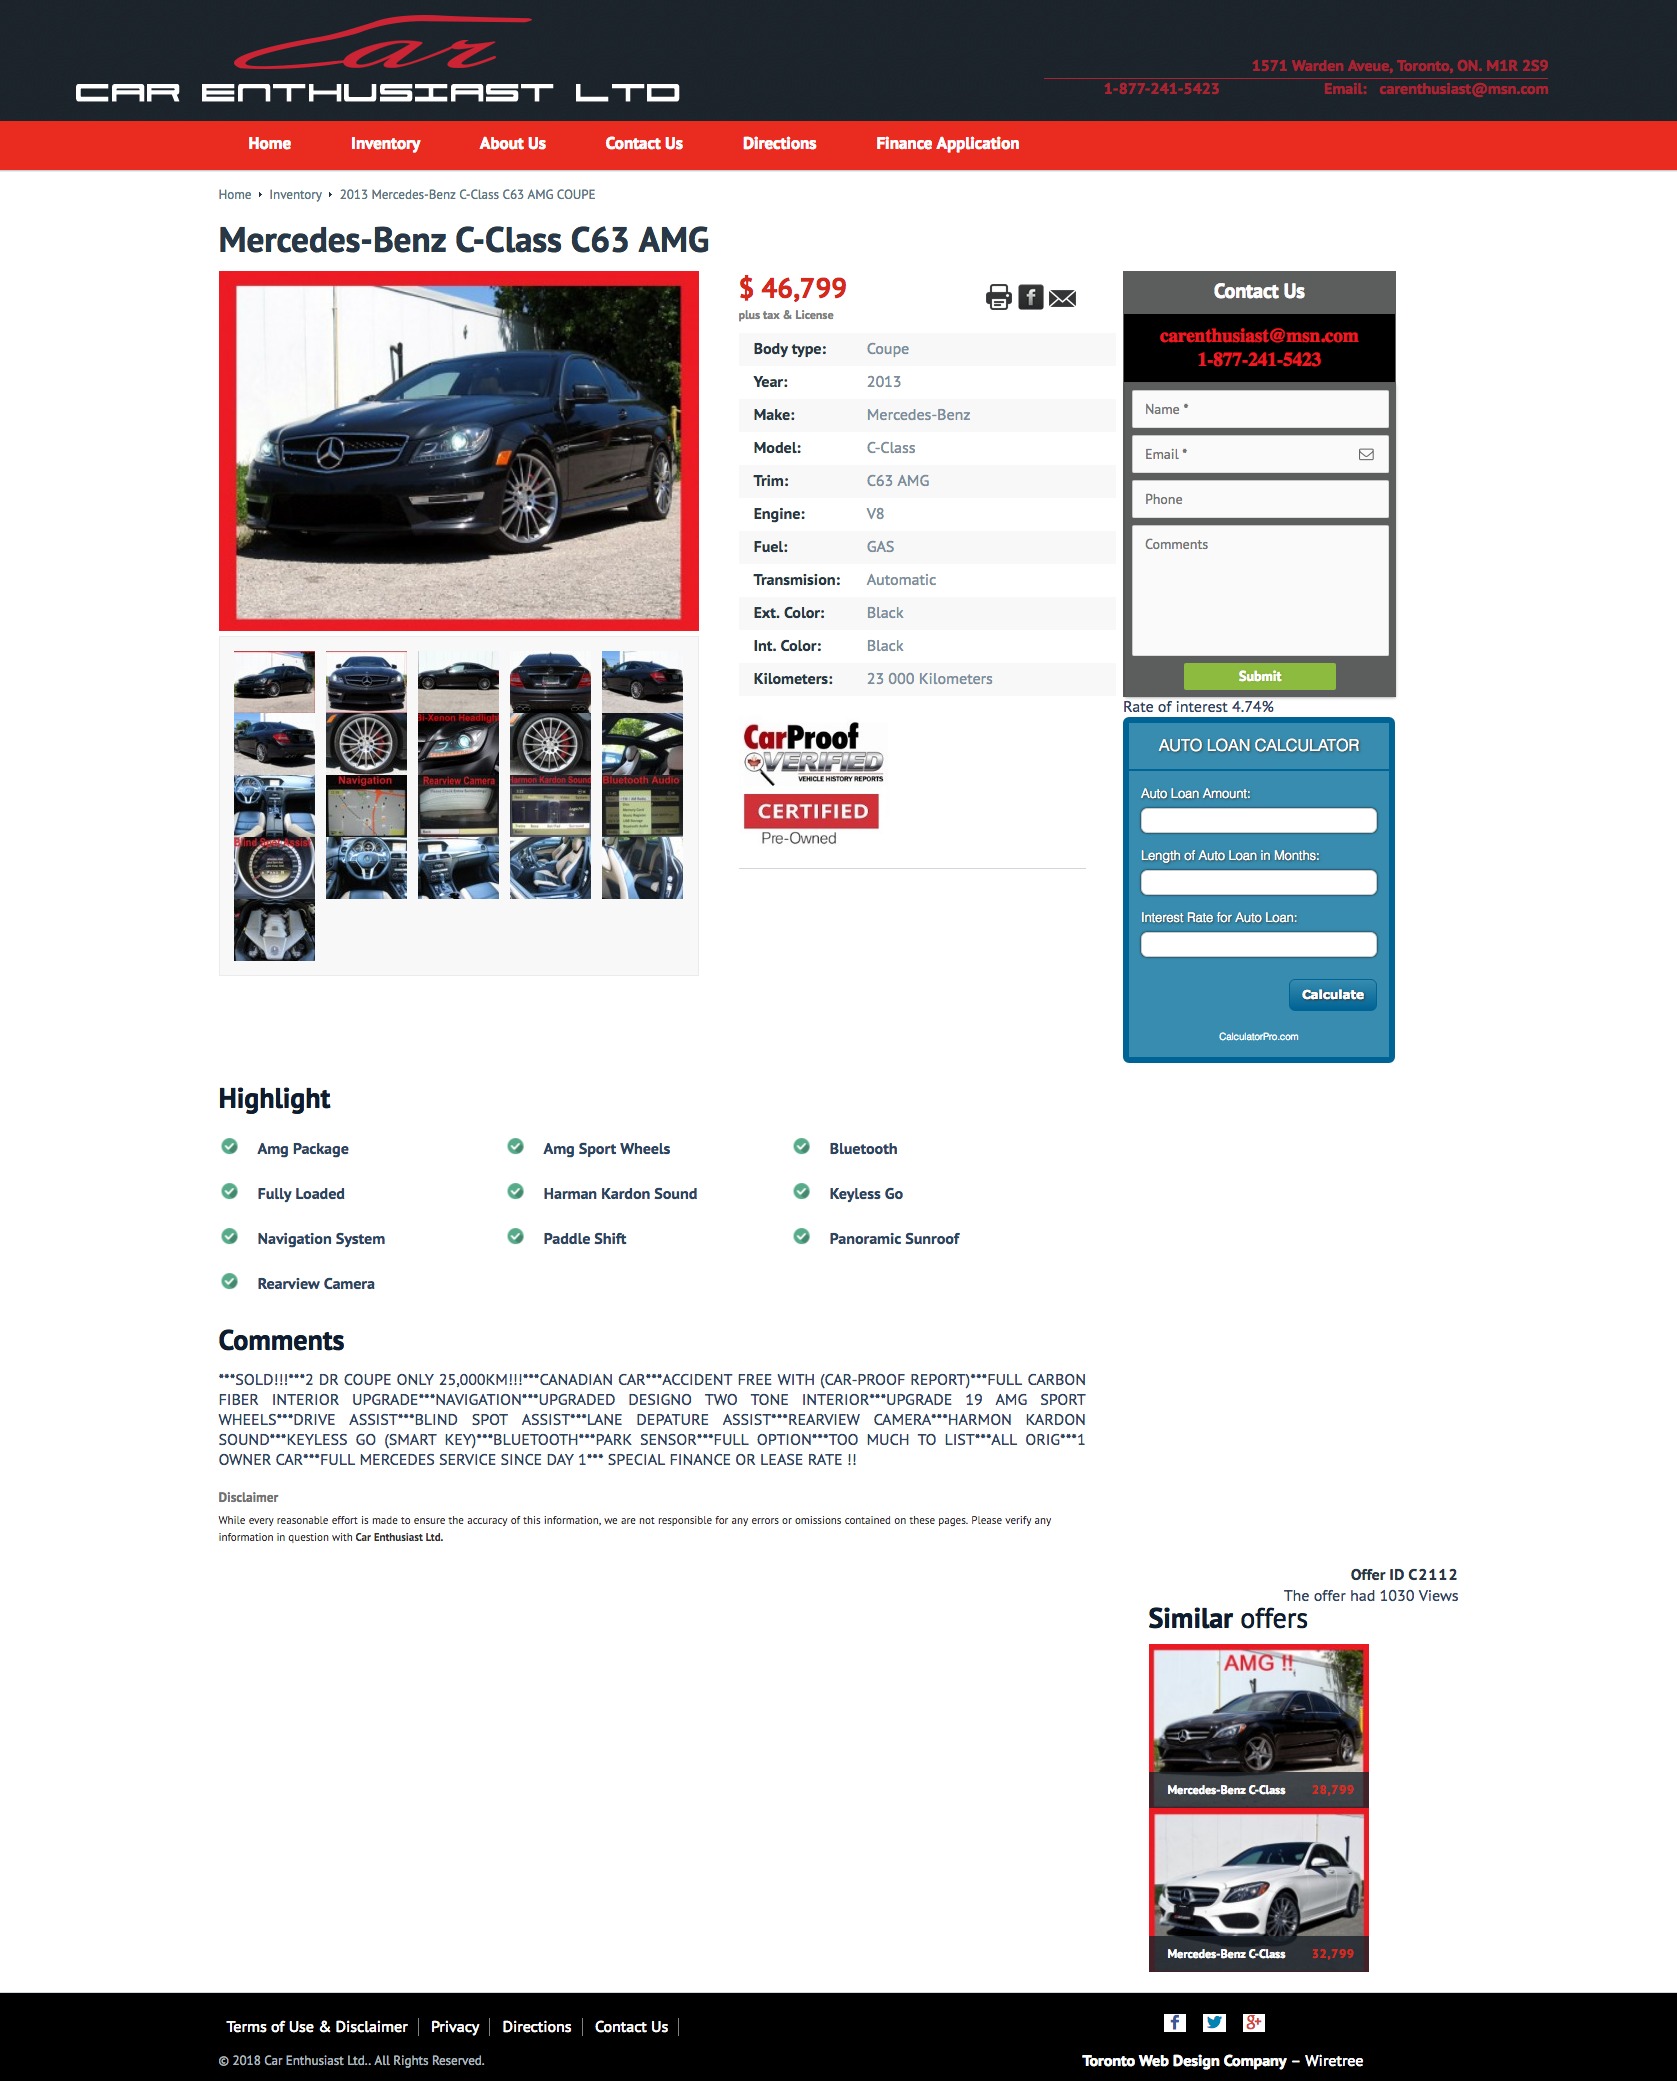 Car
CAR ENTHUSIAST LTD
1571 Warden Aveue, Toronto, ON. M1R 2S9
1-877-241-5423 Email: carenthusiast@msn.com
Home Inventory About Us Contact Us Directions Finance Application
Home Inventory 2013 Mercedes-Benz C-Class C63 AMG COUPE
Mercedes-Benz C-Class C63 AMG
$ 46,799
plus tax & License
Body type: Coupe
Year: 2013
Make: Mercedes-Benz
Model: C-Class
Trim: C63 AMG
Engine: V8
Fuel: GAS
Transmision: Automatic
Ext. Color: Black
Int. Color: Black
Kilometers: 23 000 Kilometers
CarProof
VERIFIED
VEHICLE HISTORY REPORTS
CERTIFIED
Pre-Owned
Bi-Xenon Headligh
Navigation
Rearview Camera
Harmon Kardon Sound
Bluetooth Audio
Blind Spot Assist
Contact Us
carenthusiast@msn.com
1-877-241-5423
Name *
Email *
Phone
Comments
Submit
Rate of interest 4.74%
AUTO LOAN CALCULATOR
Auto Loan Amount:
Length of Auto Loan in Months:
Interest Rate for Auto Loan:
Calculate
CalculatorPro.com
Highlight
Amg Package Amg Sport Wheels Bluetooth
Fully Loaded Harman Kardon Sound Keyless Go
Navigation System Paddle Shift Panoramic Sunroof
Rearview Camera
Comments
***SOLD!!!***2 DR COUPE ONLY 25,000KM!!!***CANADIAN CAR***ACCIDENT FREE WITH (CAR-PROOF REPORT)***FULL CARBON
FIBER INTERIOR UPGRADE***NAVIGATION***UPGRADED DESIGNO TWO TONE INTERIOR***UPGRADE 19 AMG SPORT
WHEELS***DRIVE ASSIST***BLIND SPOT ASSIST***LANE DEPATURE ASSIST***REARVIEW CAMERA***HARMON KARDON
SOUND***KEYLESS GO (SMART KEY)***BLUETOOTH***PARK SENSOR***FULL OPTION***TOO MUCH TO LIST***ALL ORIG***1
OWNER CAR***FULL MERCEDES SERVICE SINCE DAY 1*** SPECIAL FINANCE OR LEASE RATE !!
Disclaimer
While every reasonable effort is made to ensure the accuracy of this information, we are not responsible for any errors or omissions contained on these pages. Please verify any
information in question with Car Enthusiast Ltd.
Offer ID C2112
The offer had 1030 Views
Similar offers
AMG !!
Mercedes-Benz C-Class 28,799
Mercedes-Benz C-Class 32,799
Terms of Use & Disclaimer Privacy Directions Contact Us
© 2018 Car Enthusiast Ltd.. All Rights Reserved.
Toronto Web Design Company – Wiretree